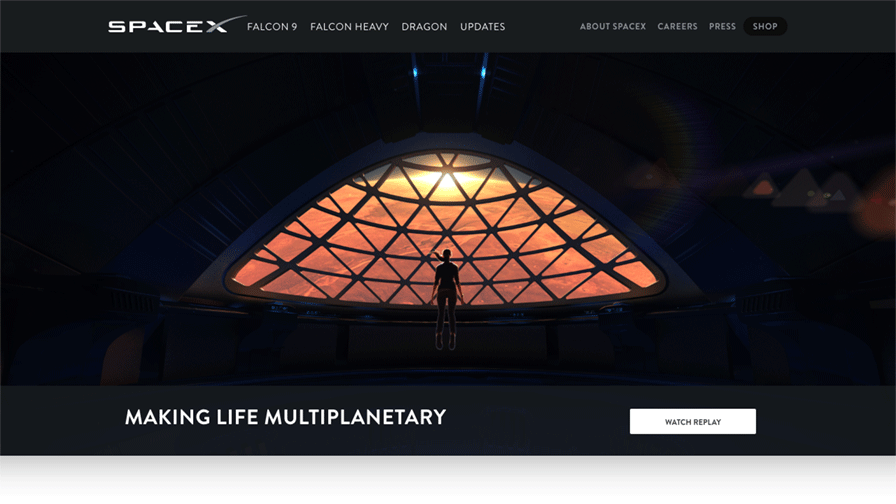 SPACEX FALCON 9 FALCON HEAVY DRAGON UPDATES ABOUT SPACEX CAREERS PRESS SHOP
MAKING LIFE MULTIPLANETARY
WATCH REPLAY